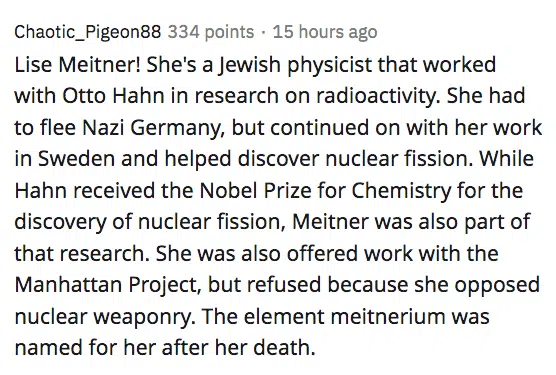 Chaotic_Pigeon88 334 points · 15 hours ago
Lise Meitner! She's a Jewish physicist that worked
with Otto Hahn in research on radioactivity. She had
to flee Nazi Germany, but continued on with her work
in Sweden and helped discover nuclear fission. While
Hahn received the Nobel Prize for Chemistry for the
discovery of nuclear fission, Meitner was also part of
that research. She was also offered work with the
Manhattan Project, but refused because she opposed
nuclear weaponry. The element meitnerium was
named for her after her death.